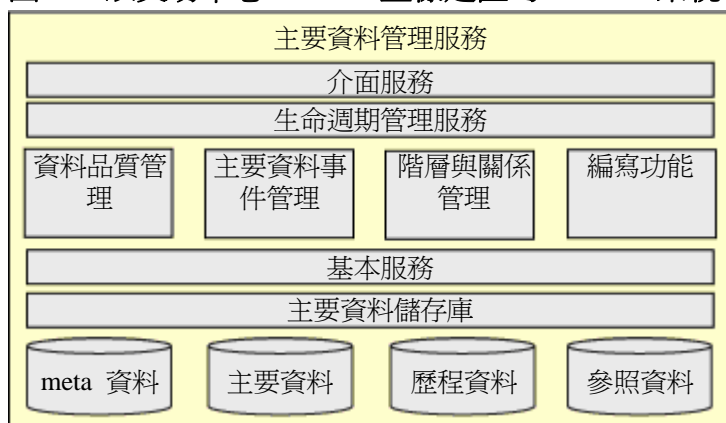 主要資料管理服務
介面服務
生命週期管理服務
資料品質管
理
主要資料事
件管理
階層與關係
管理
編寫功能
基本服務
主要資料儲存庫
meta 資料
主要資料
歷程資料
參照資料